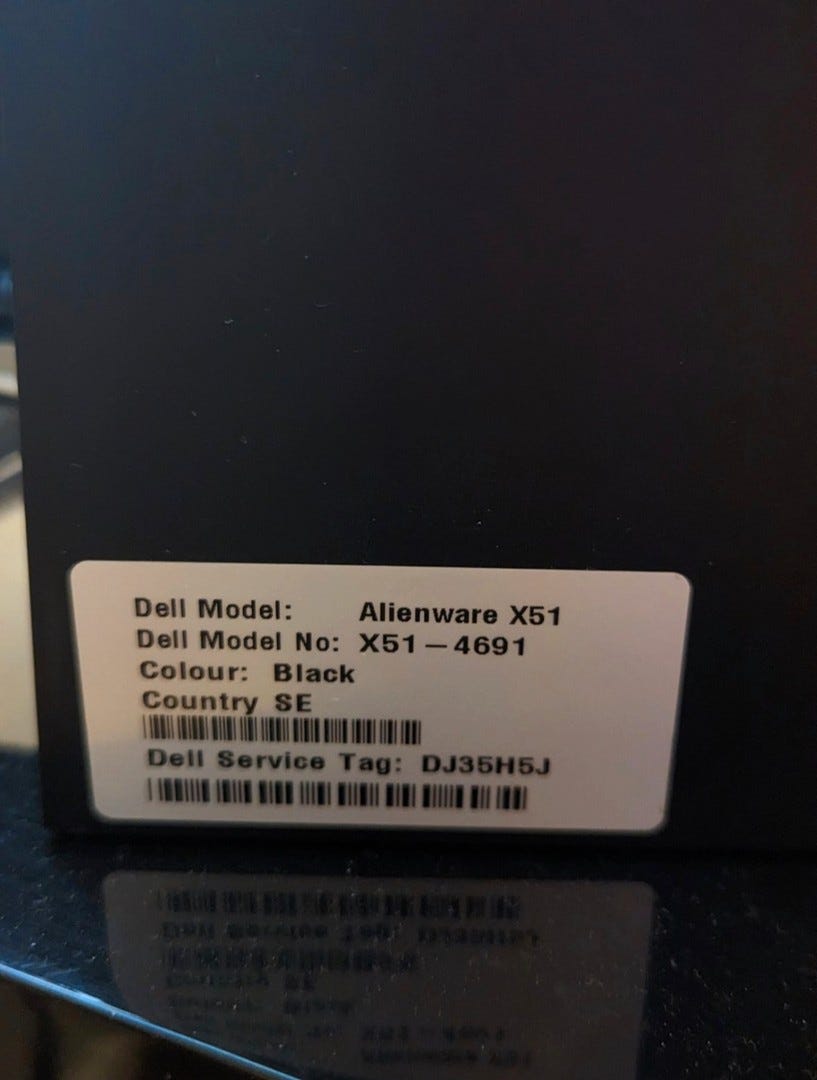 Dell Model: Alienware X51
Dell Model No: X51-4691
Colour: Black
Country SE
Dell Service Tag: DJ35H5J